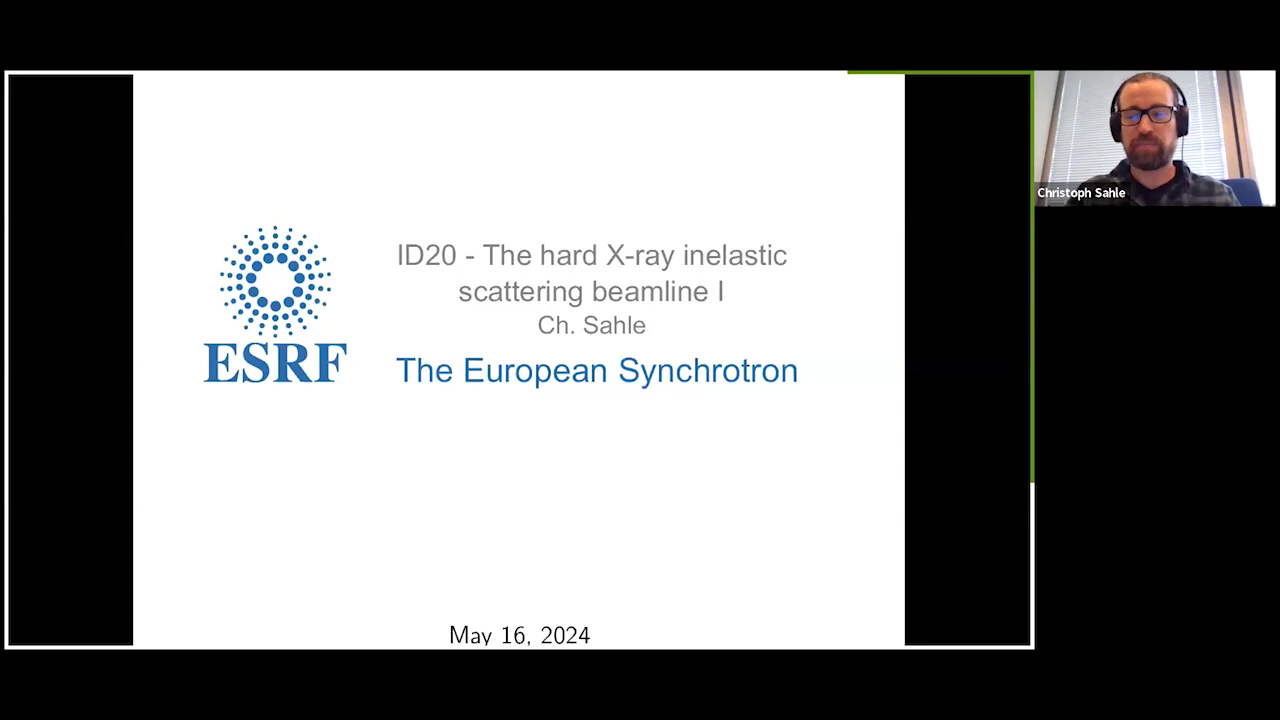 ID20 - The hard X-ray inelastic
scattering beamline I
Ch. Sahle
ESRF
The European Synchrotron
May 16, 2024
Christoph Sahle